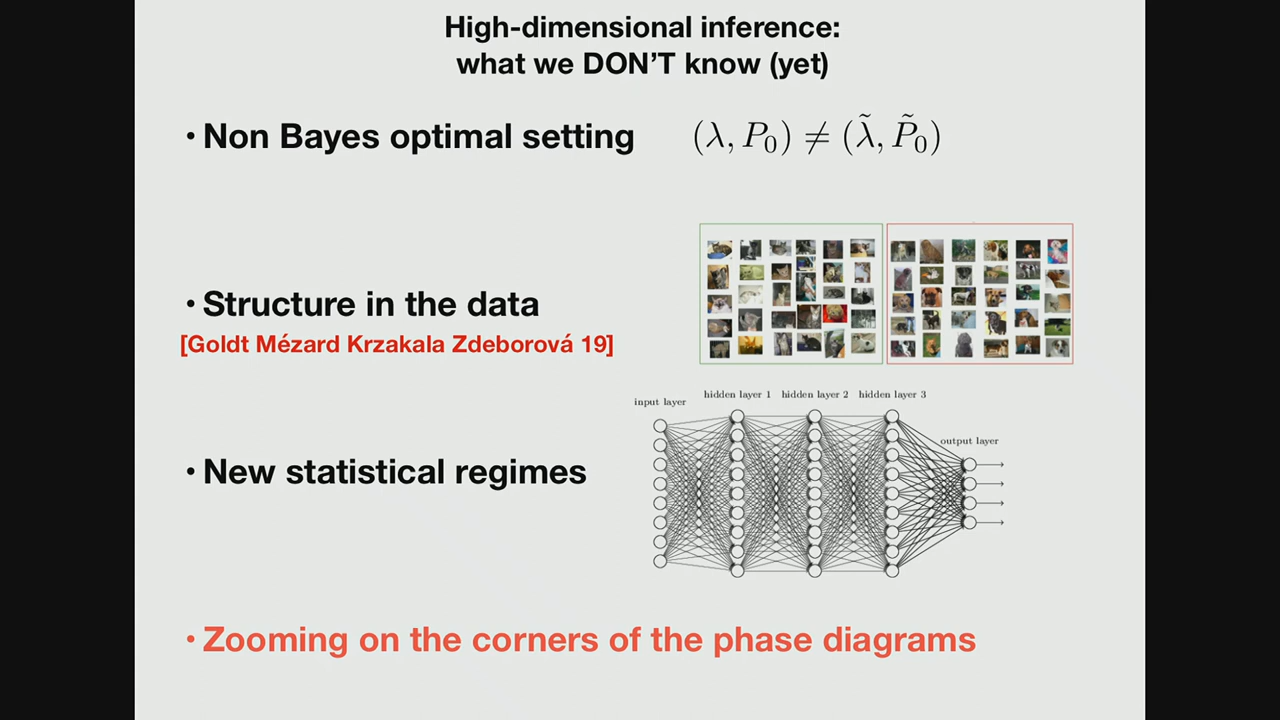 High-dimensional inference:
what we DON'T know (yet)
• Non Bayes optimal setting (λ, P₀) ≠ (λ̃, P̃₀)
• Structure in the data
[Goldt Mézard Krzakala Zdeborová 19]
input layer hidden layer 1 hidden layer 2 hidden layer 3 output layer
• New statistical regimes
• Zooming on the corners of the phase diagrams